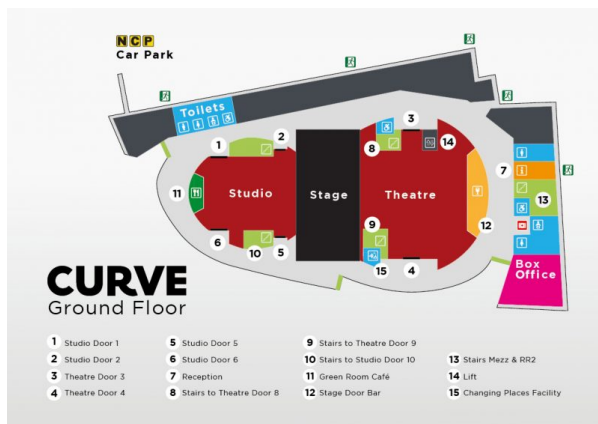 NCP
Car Park
Toilets
1
2
3
8
14
7
13
11
Studio
Stage
Theatre
6
10
5
9
12
15
4
Box
Office
CURVE
Ground Floor
1 Studio Door 1
2 Studio Door 2
3 Theatre Door 3
4 Theatre Door 4
5 Studio Door 5
6 Studio Door 6
7 Reception
8 Stairs to Theatre Door 8
9 Stairs to Theatre Door 9
10 Stairs to Studio Door 10
11 Green Room Café
12 Stage Door Bar
13 Stairs Mezz & RR2
14 Lift
15 Changing Places Facility